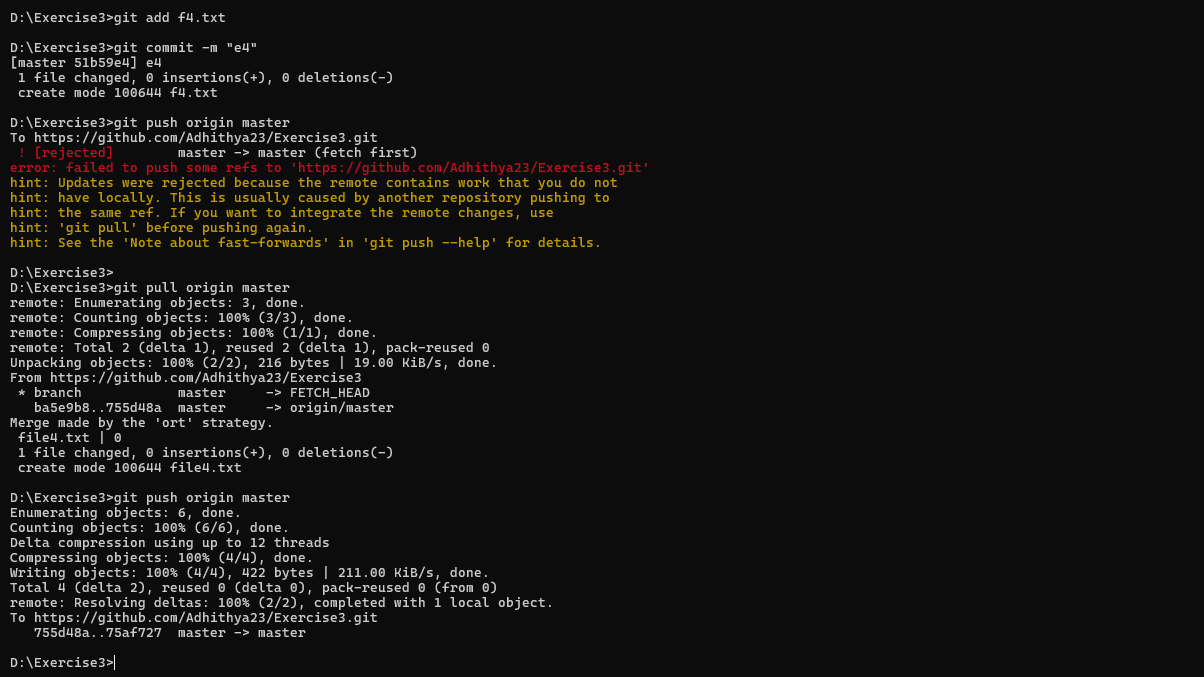 D:\Exercise3>git add f4.txt
D:\Exercise3>git commit -m "e4"
[master 51b59e4] e4
 1 file changed, 0 insertions(+), 0 deletions(-)
 create mode 100644 f4.txt
D:\Exercise3>git push origin master
To https://github.com/Adhithya23/Exercise3.git
 ! [rejected]        master -> master (fetch first)
error: failed to push some refs to 'https://github.com/Adhithya23/Exercise3.git'
hint: Updates were rejected because the remote contains work that you do not
hint: have locally. This is usually caused by another repository pushing to
hint: the same ref. If you want to integrate the remote changes, use
hint: 'git pull' before pushing again.
hint: See the 'Note about fast-forwards' in 'git push --help' for details.
D:\Exercise3>
D:\Exercise3>git pull origin master
remote: Enumerating objects: 3, done.
remote: Counting objects: 100% (3/3), done.
remote: Compressing objects: 100% (1/1), done.
remote: Total 2 (delta 1), reused 2 (delta 1), pack-reused 0
Unpacking objects: 100% (2/2), 216 bytes | 19.00 KiB/s, done.
From https://github.com/Adhithya23/Exercise3
 * branch            master     -> FETCH_HEAD
   ba5e9b8..755d48a  master     -> origin/master
Merge made by the 'ort' strategy.
 file4.txt | 0
 1 file changed, 0 insertions(+), 0 deletions(-)
 create mode 100644 file4.txt
D:\Exercise3>git push origin master
Enumerating objects: 6, done.
Counting objects: 100% (6/6), done.
Delta compression using up to 12 threads
Compressing objects: 100% (4/4), done.
Writing objects: 100% (4/4), 422 bytes | 211.00 KiB/s, done.
Total 4 (delta 2), reused 0 (delta 0), pack-reused 0 (from 0)
remote: Resolving deltas: 100% (2/2), completed with 1 local object.
To https://github.com/Adhithya23/Exercise3.git
   755d48a..75af727  master -> master
D:\Exercise3>